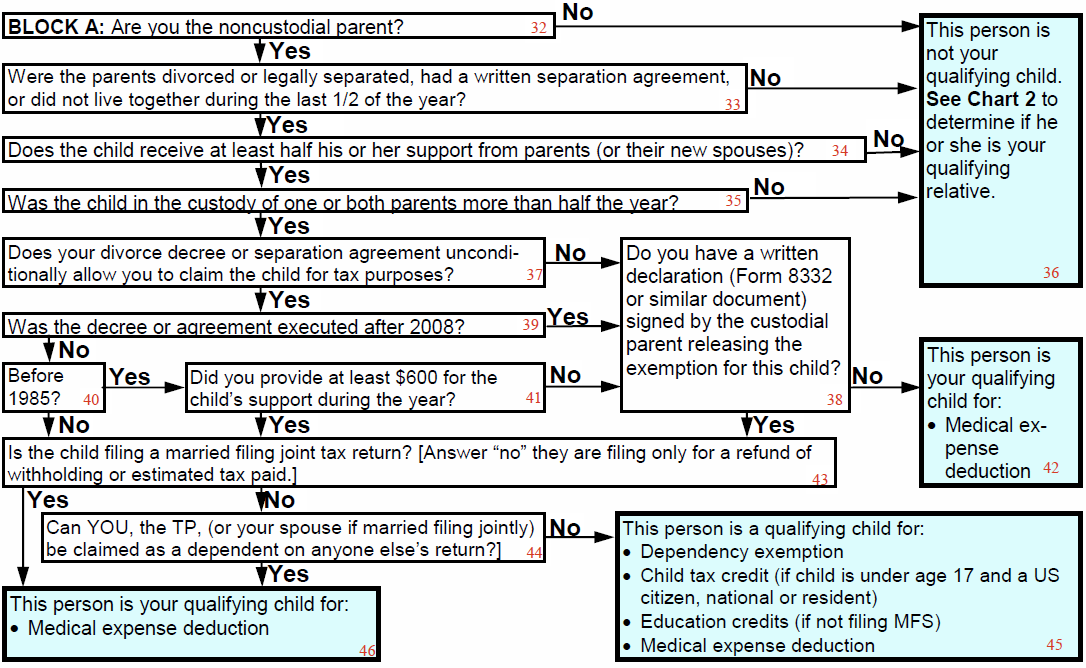 BLOCK A: Are you the noncustodial parent?
32
No
Yes
Were the parents divorced or legally separated, had a written separation agreement,
or did not live together during the last 1/2 of the year?
33
No
Yes
Does the child receive at least half his or her support from parents (or their new spouses)?
34
No
Yes
Was the child in the custody of one or both parents more than half the year?
35
No
Yes
This person is
not your
qualifying child.
See Chart 2 to
determine if he
or she is your
qualifying
relative.
36
Does your divorce decree or separation agreement uncondi-
tionally allow you to claim the child for tax purposes?
37
No
Yes
Do you have a written
declaration (Form 8332
or similar document)
signed by the custodial
parent releasing the
exemption for this child?
38
No
Yes
Was the decree or agreement executed after 2008?
39
Yes
No
Before
1985?
40
Yes
No
Did you provide at least $600 for the
child's support during the year?
41
No
Yes
This person is
your qualifying
child for:
• Medical ex-
pense
deduction
42
Is the child filing a married filing joint tax return? [Answer “no” they are filing only for a refund of
withholding or estimated tax paid.]
43
Yes
No
Can YOU, the TP, (or your spouse if married filing jointly)
be claimed as a dependent on anyone else's return?]
44
No
Yes
This person is a qualifying child for:
• Dependency exemption
• Child tax credit (if child is under age 17 and a US
citizen, national or resident)
• Education credits (if not filing MFS)
• Medical expense deduction
45
This person is your qualifying child for:
• Medical expense deduction
46